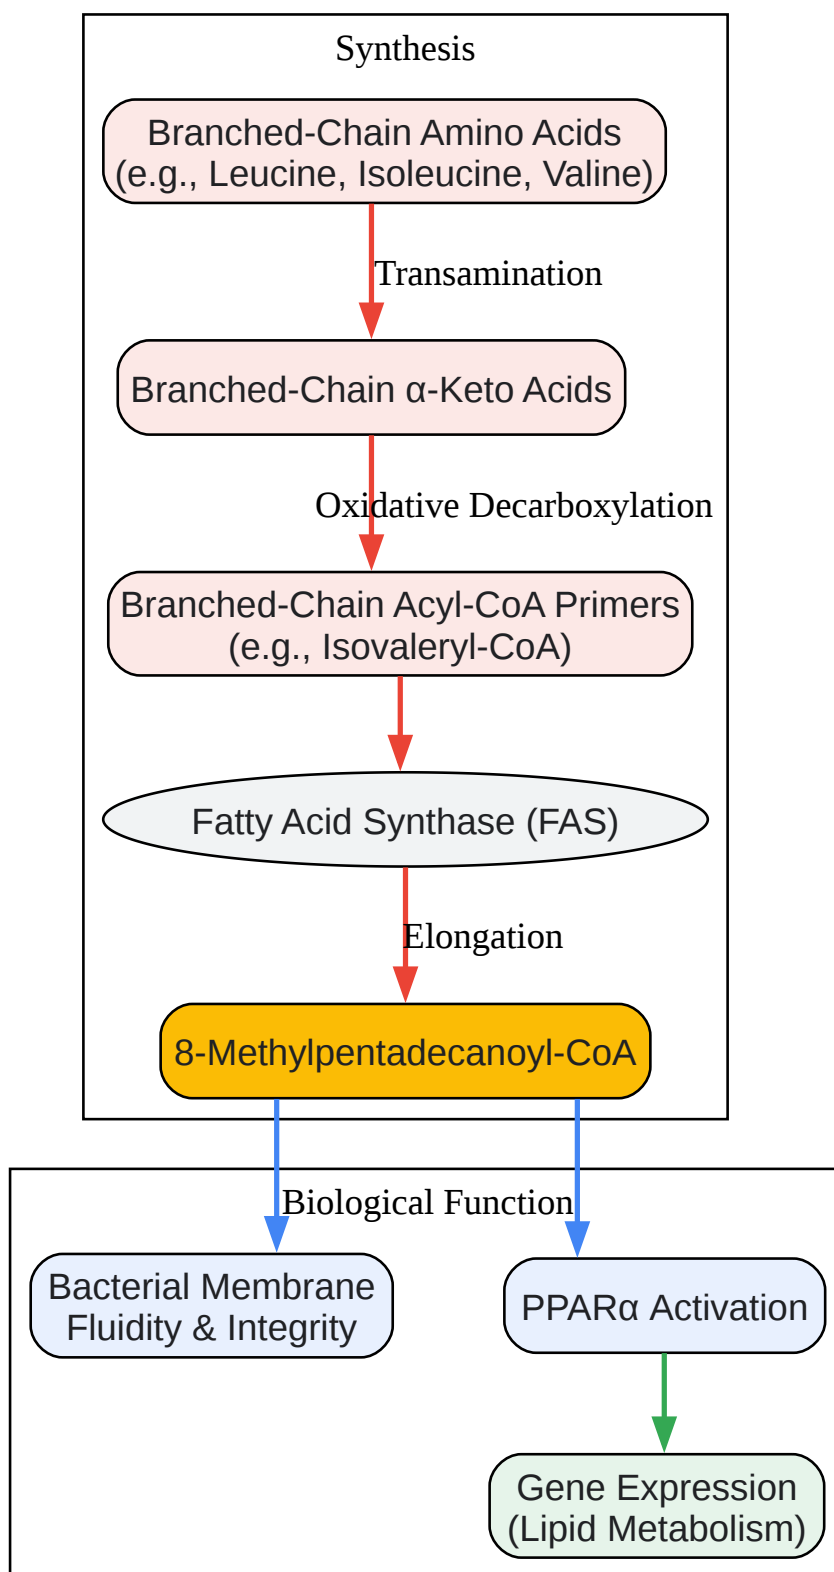 Synthesis
Branched-Chain Amino Acids
(e.g., Leucine, Isoleucine, Valine)
Transamination
Branched-Chain α-Keto Acids
Oxidative Decarboxylation
Branched-Chain Acyl-CoA Primers
(e.g., Isovaleryl-CoA)
Fatty Acid Synthase (FAS)
Elongation
8-Methylpentadecanoyl-CoA
Biological Function
Bacterial Membrane
Fluidity & Integrity
PPARα Activation
Gene Expression
(Lipid Metabolism)